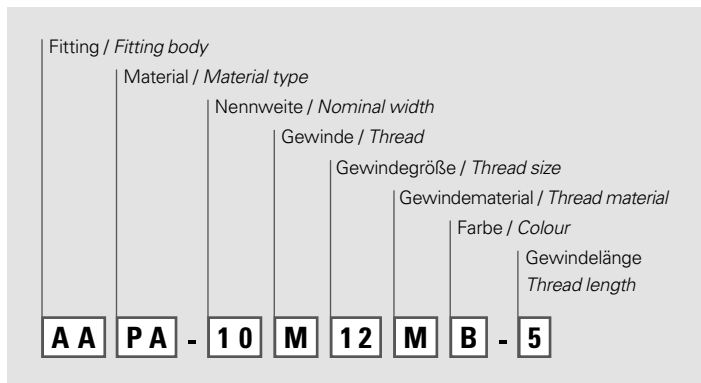 Fitting / Fitting body
Material / Material type
Nennweite / Nominal width
Gewinde / Thread
Gewindegröße / Thread size
Gewindematerial / Thread material
Farbe / Colour
Gewindelänge
Thread length
AA PA - 10 M 12 M B - 5